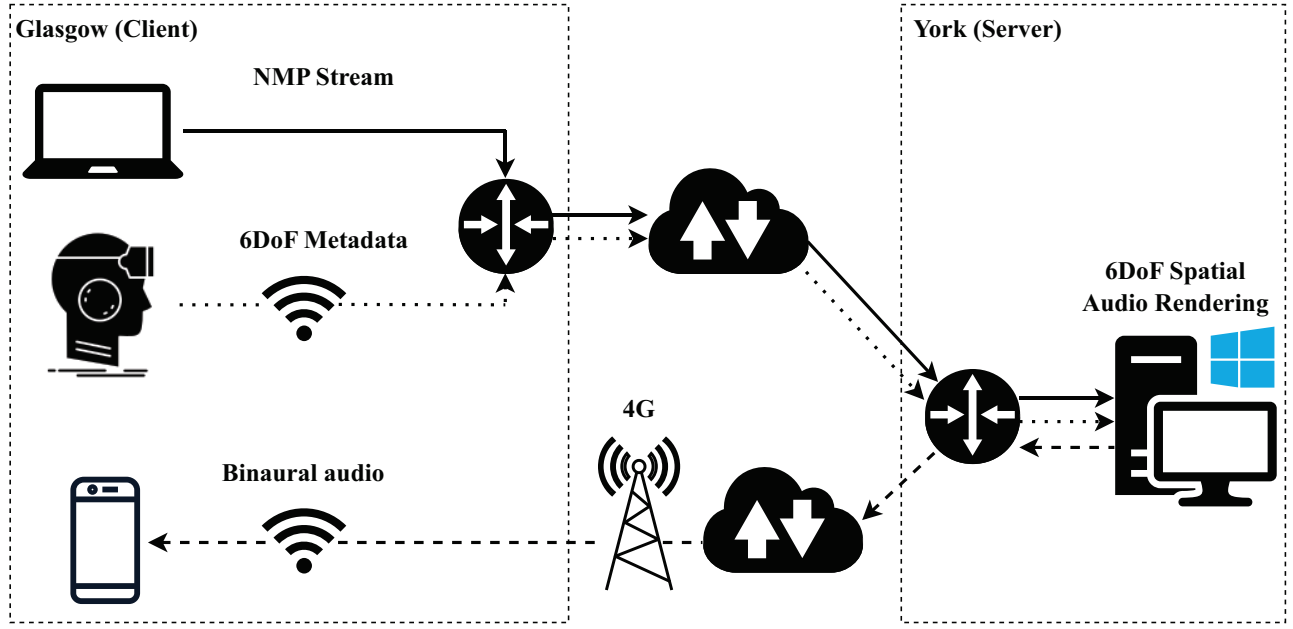 Glasgow (Client)
York (Server)
NMP Stream
6DoF Metadata
6DoF Spatial
Audio Rendering
4G
Binaural audio